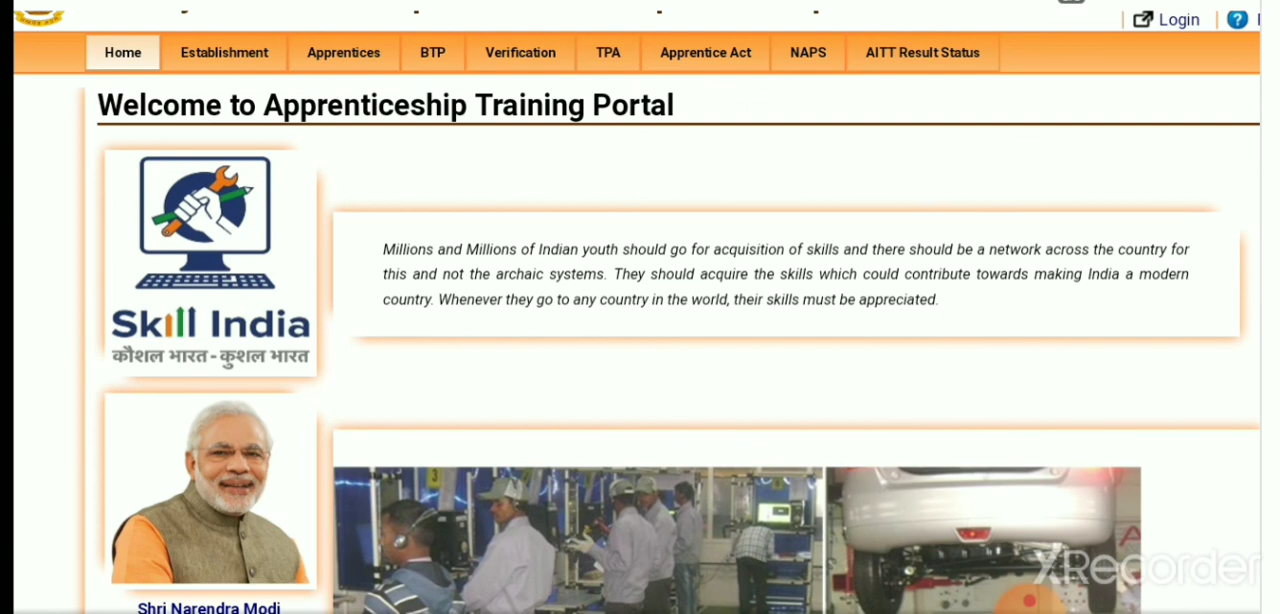 Login
Home Establishment Apprentices BTP Verification TPA Apprentice Act NAPS AITT Result Status
Welcome to Apprenticeship Training Portal
Skill India
कौशल भारत - कुशल भारत
Millions and Millions of Indian youth should go for acquisition of skills and there should be a network across the country for
this and not the archaic systems. They should acquire the skills which could contribute towards making India a modern
country. Whenever they go to any country in the world, their skills must be appreciated.
3
Shri Narendra Modi
XRecorder